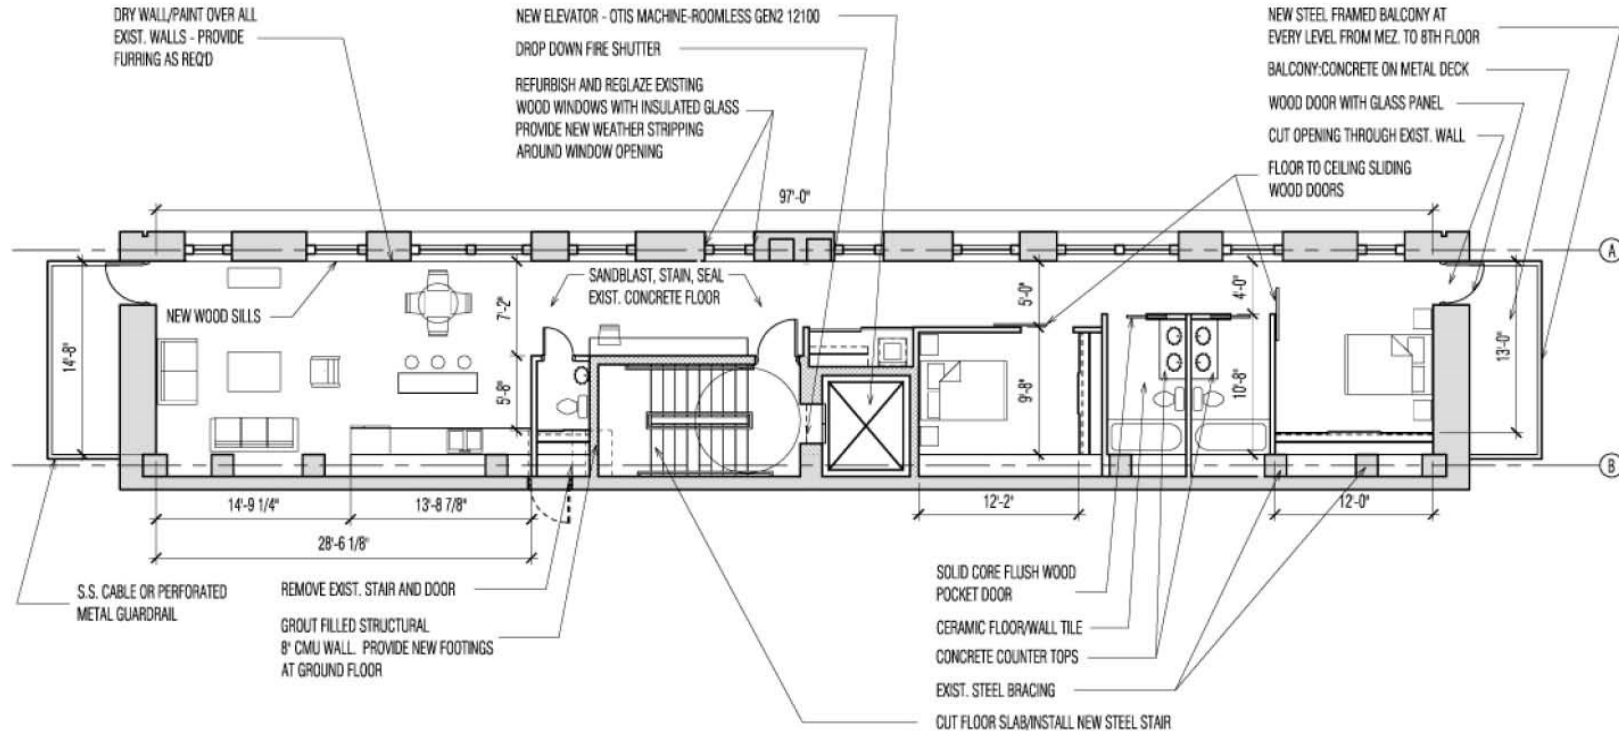 DRY WALL/PAINT OVER ALL
EXIST. WALLS - PROVIDE
FURRING AS REQ'D
NEW ELEVATOR - OTIS MACHINE-ROOMLESS GEN2 12100
DROP DOWN FIRE SHUTTER
REFURBISH AND REGLAZE EXISTING
WOOD WINDOWS WITH INSULATED GLASS
PROVIDE NEW WEATHER STRIPPING
AROUND WINDOW OPENING
NEW STEEL FRAMED BALCONY AT
EVERY LEVEL FROM MEZ. TO 8TH FLOOR
BALCONY:CONCRETE ON METAL DECK
WOOD DOOR WITH GLASS PANEL
CUT OPENING THROUGH EXIST. WALL
FLOOR TO CEILING SLIDING
WOOD DOORS
97'-0"
A
SANDBLAST, STAIN, SEAL
EXIST. CONCRETE FLOOR
NEW WOOD SILLS
14'-8"
7'-2"
5'-8"
5'-0"
9'-8"
4'-0"
10'-8"
13'-0"
B
14'-9 1/4"
13'-8 7/8"
12'-2"
12'-0"
28'-6 1/8"
S.S. CABLE OR PERFORATED
METAL GUARDRAIL
REMOVE EXIST. STAIR AND DOOR
GROUT FILLED STRUCTURAL
8" CMU WALL. PROVIDE NEW FOOTINGS
AT GROUND FLOOR
SOLID CORE FLUSH WOOD
POCKET DOOR
CERAMIC FLOOR/WALL TILE
CONCRETE COUNTER TOPS
EXIST. STEEL BRACING
CUT FLOOR SLAB/INSTALL NEW STEEL STAIR